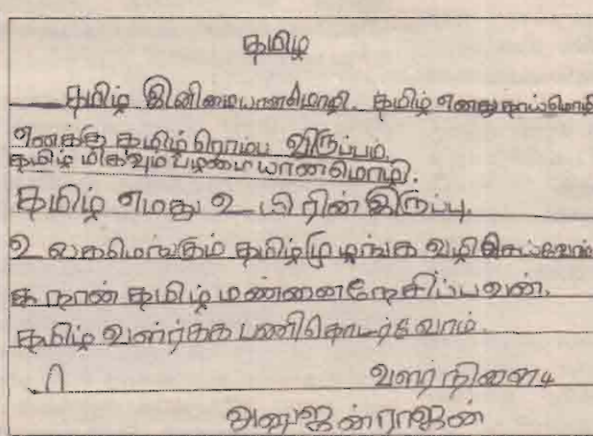 தமிழ்
தமிழ் இனிமையானமொழி. தமிழ் எனதுதாய்மொழி
எனக்கு தமிழ் ரொம்ப விருப்பம்.
தமிழ் மிகவும் பழமையானமொழி.
தமிழ் எமது உயிரின் இருப்பு.
உலகமெங்கும் தமிழ் முழங்க வழி செய்வோம்
க நான் தமிழ் மண்ணை நேசிப்பவன்.
தமிழ் வளர்க்க பணிதொடர்வோம்.
வளர்நிலை4
அனுஜன்ராஜன்